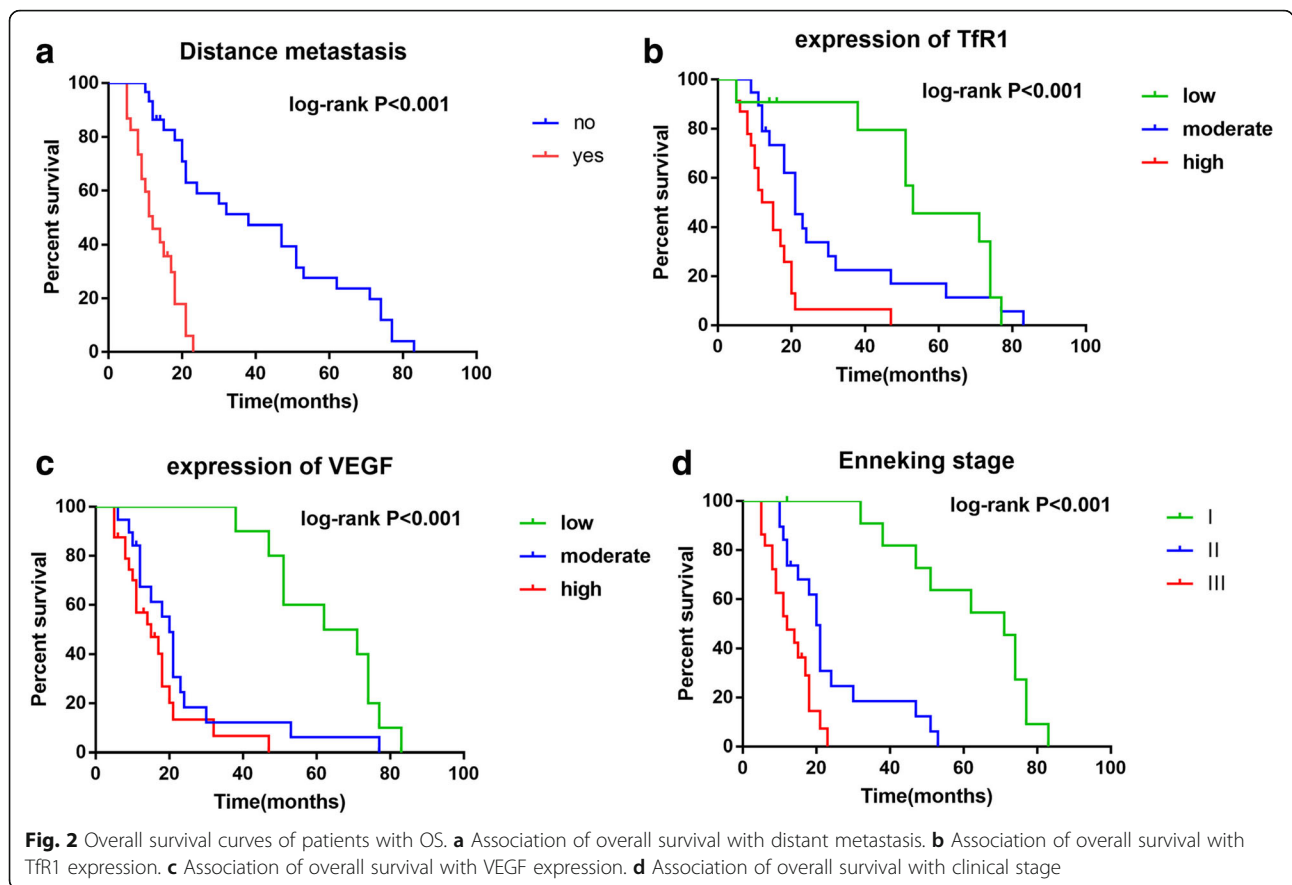 a
Distance metastasis
log-rank P<0.001
no
yes
Percent survival
100
80
60
40
20
0
0 20 40 60 80 100
Time(months)
b
expression of TfR1
log-rank P<0.001
low
moderate
high
Percent survival
100
80
60
40
20
0
0 20 40 60 80 100
Time(months)
c
expression of VEGF
log-rank P<0.001
low
moderate
high
Percent survival
100
80
60
40
20
0
0 20 40 60 80 100
Time(months)
d
Enneking stage
log-rank P<0.001
I
II
III
Percent survival
100
80
60
40
20
0
0 20 40 60 80 100
Time(months)
Fig. 2 Overall survival curves of patients with OS. a Association of overall survival with distant metastasis. b Association of overall survival with
TfR1 expression. c Association of overall survival with VEGF expression. d Association of overall survival with clinical stage